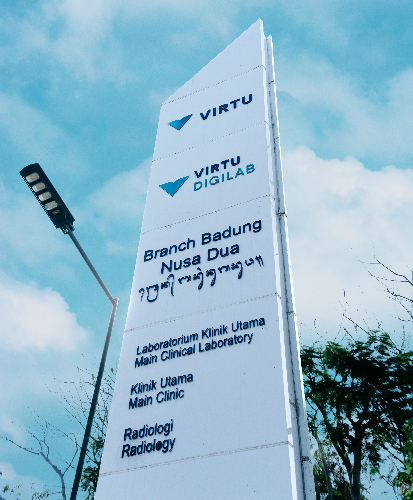 VIRTU
VIRTU
DIGILAB
Branch Badung
Nusa Dua
Laboratorium Klinik Utama
Main Clinical Laboratory
Klinik Utama
Main Clinic
Radiologi
Radiology